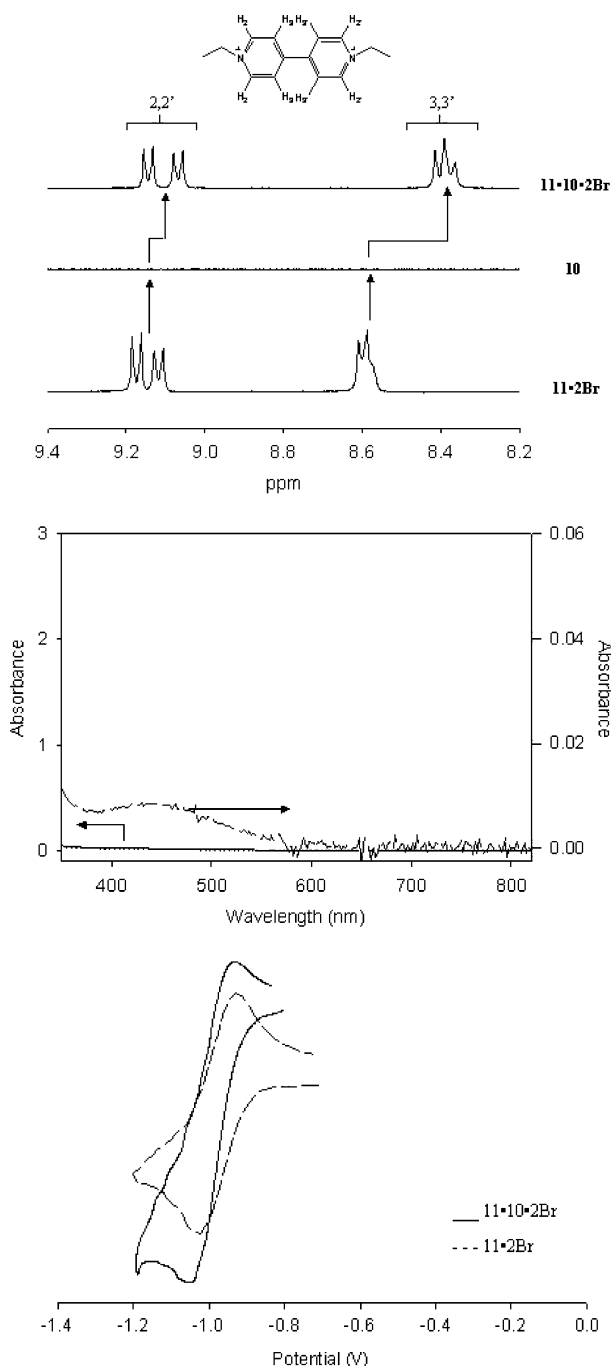 H₂ H₃ H₃' H₂'
N⁺ N⁺
H₂ H₃ H₃' H₂'
2,2' 3,3'
11•10•2Br
10
11•2Br
9.4 9.2 9.0 8.8 8.6 8.4 8.2
ppm
3 0.06
2 0.04
1 0.02
0 0.00
Absorbance
Absorbance
400 500 600 700 800
Wavelength (nm)
11•10•2Br
11•2Br
-1.4 -1.2 -1.0 -0.8 -0.6 -0.4 -0.2 0.0
Potential (V)